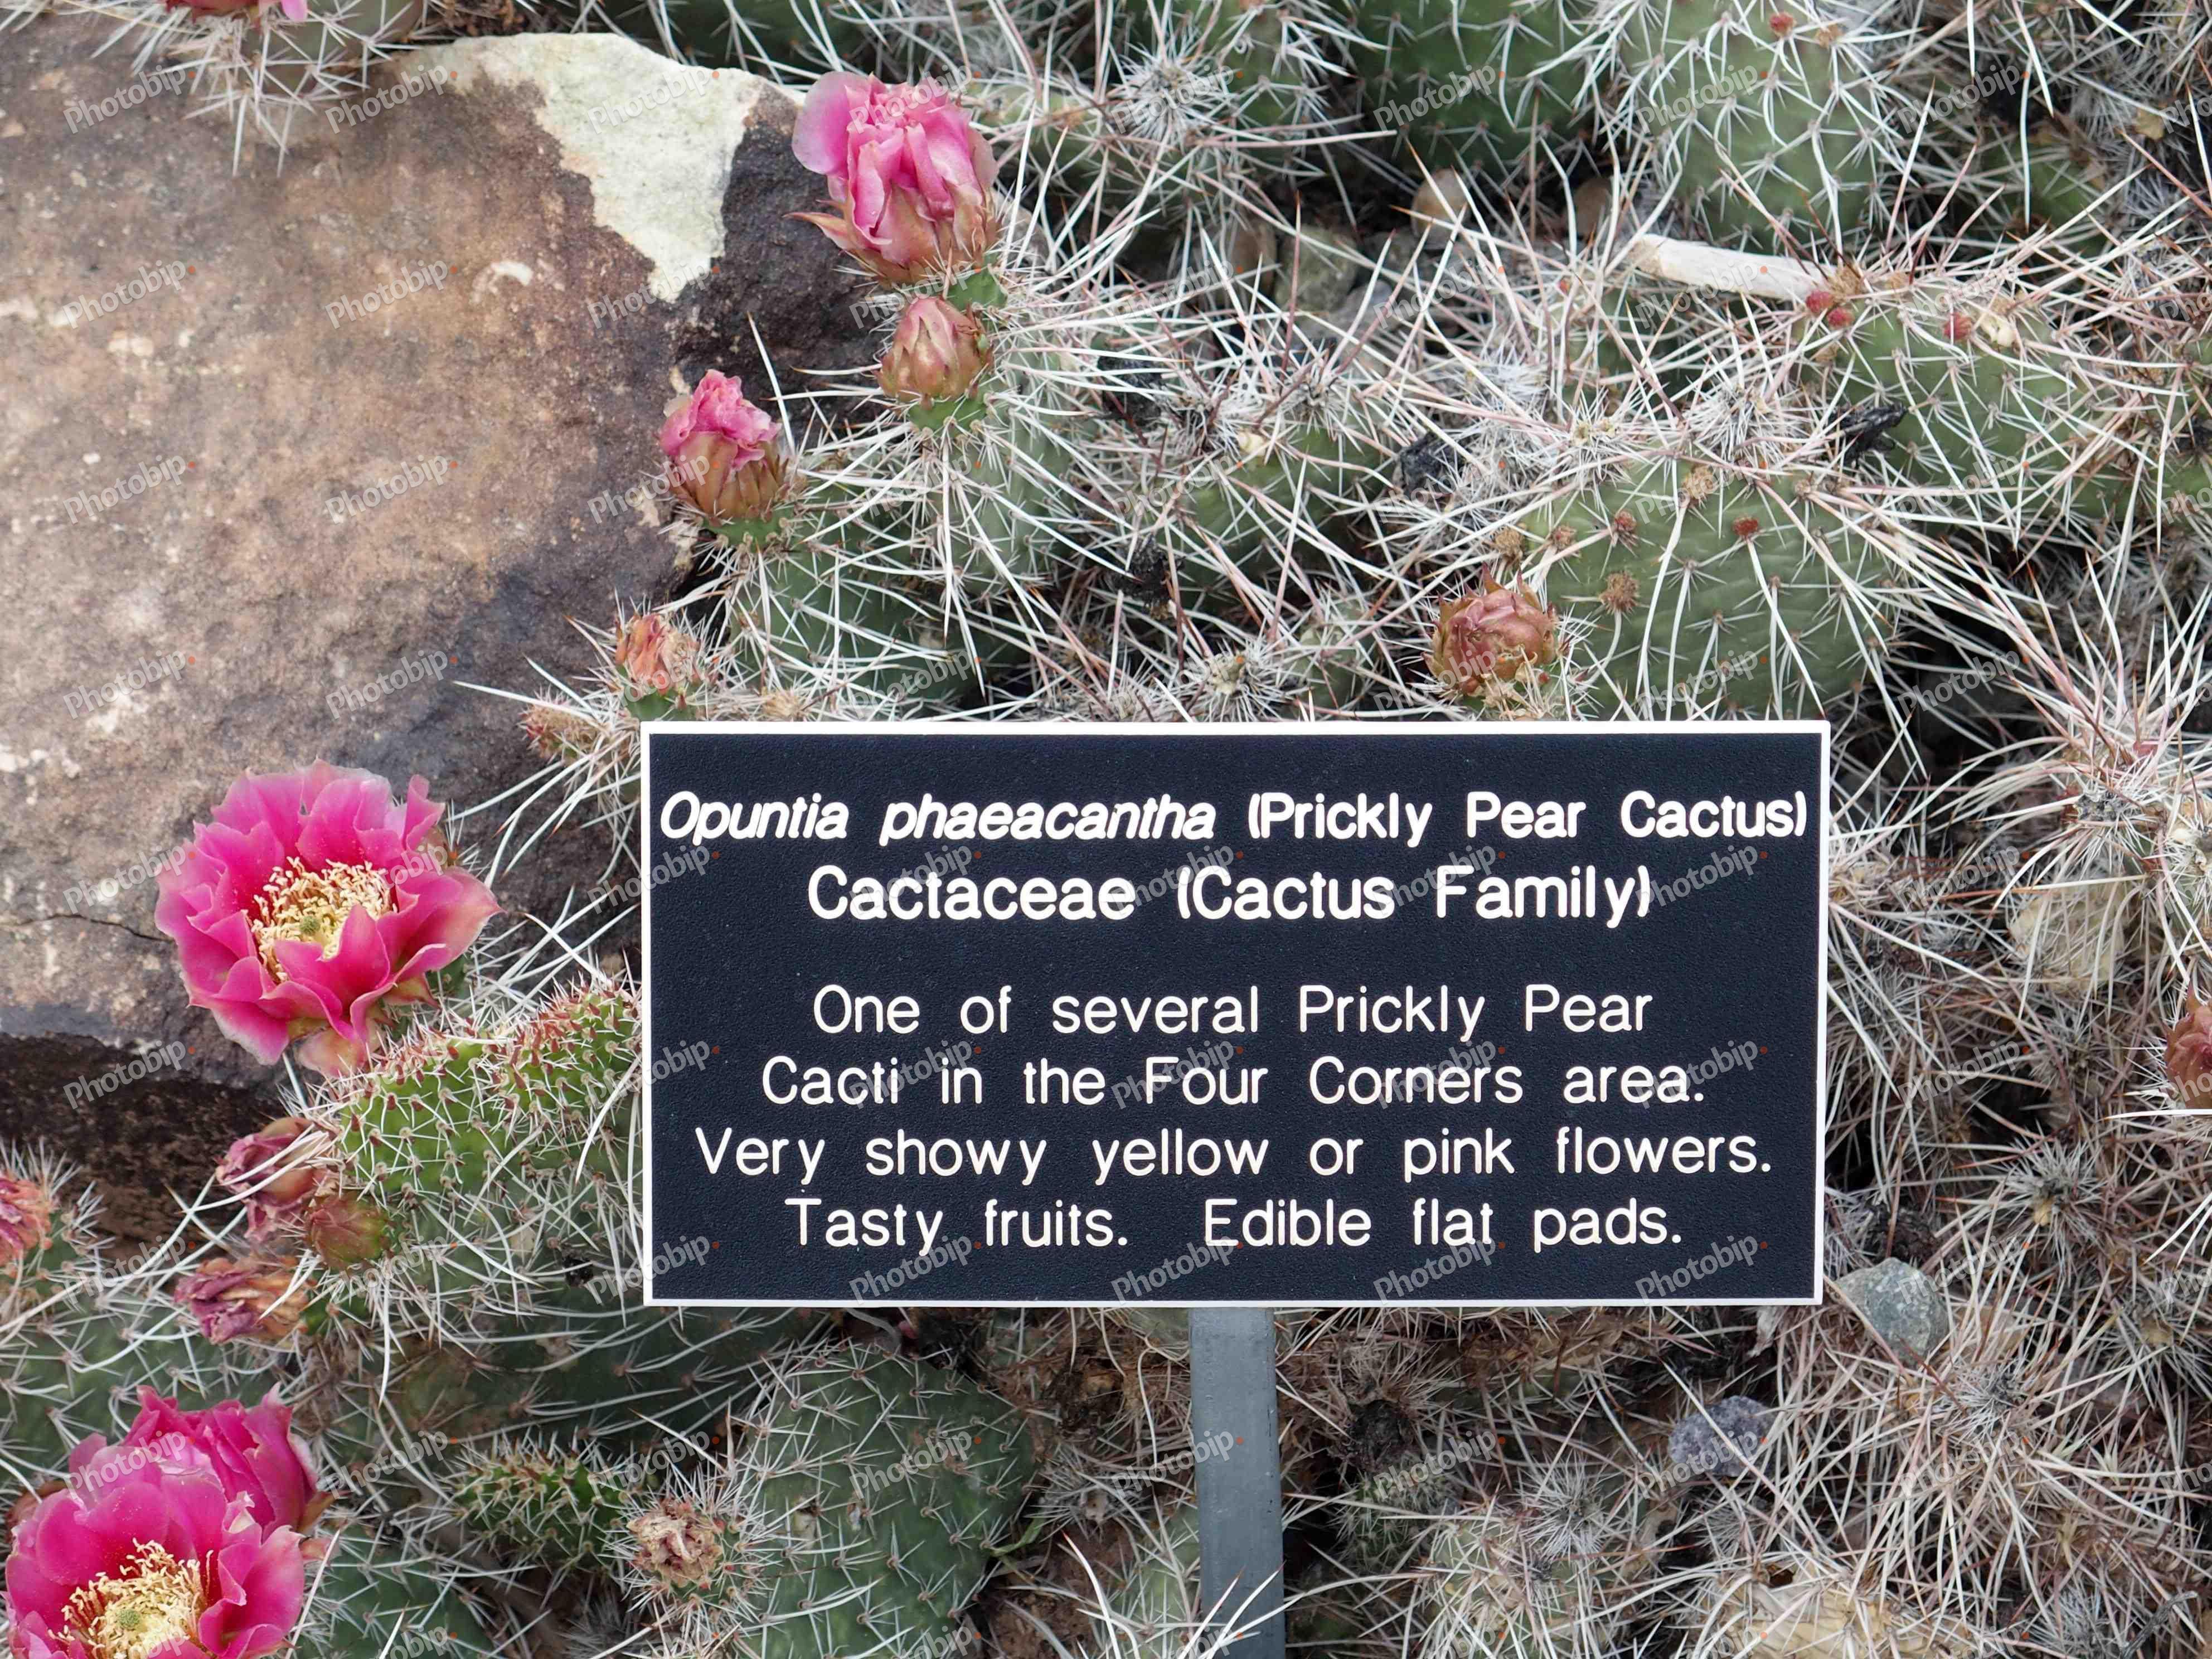 Opuntia phaeacantha (Prickly Pear Cactus)
Cactaceae (Cactus Family)
One of several Prickly Pear
Cacti in the Four Corners area.
Very showy yellow or pink flowers.
Tasty fruits. Edible flat pads.
Photobip.